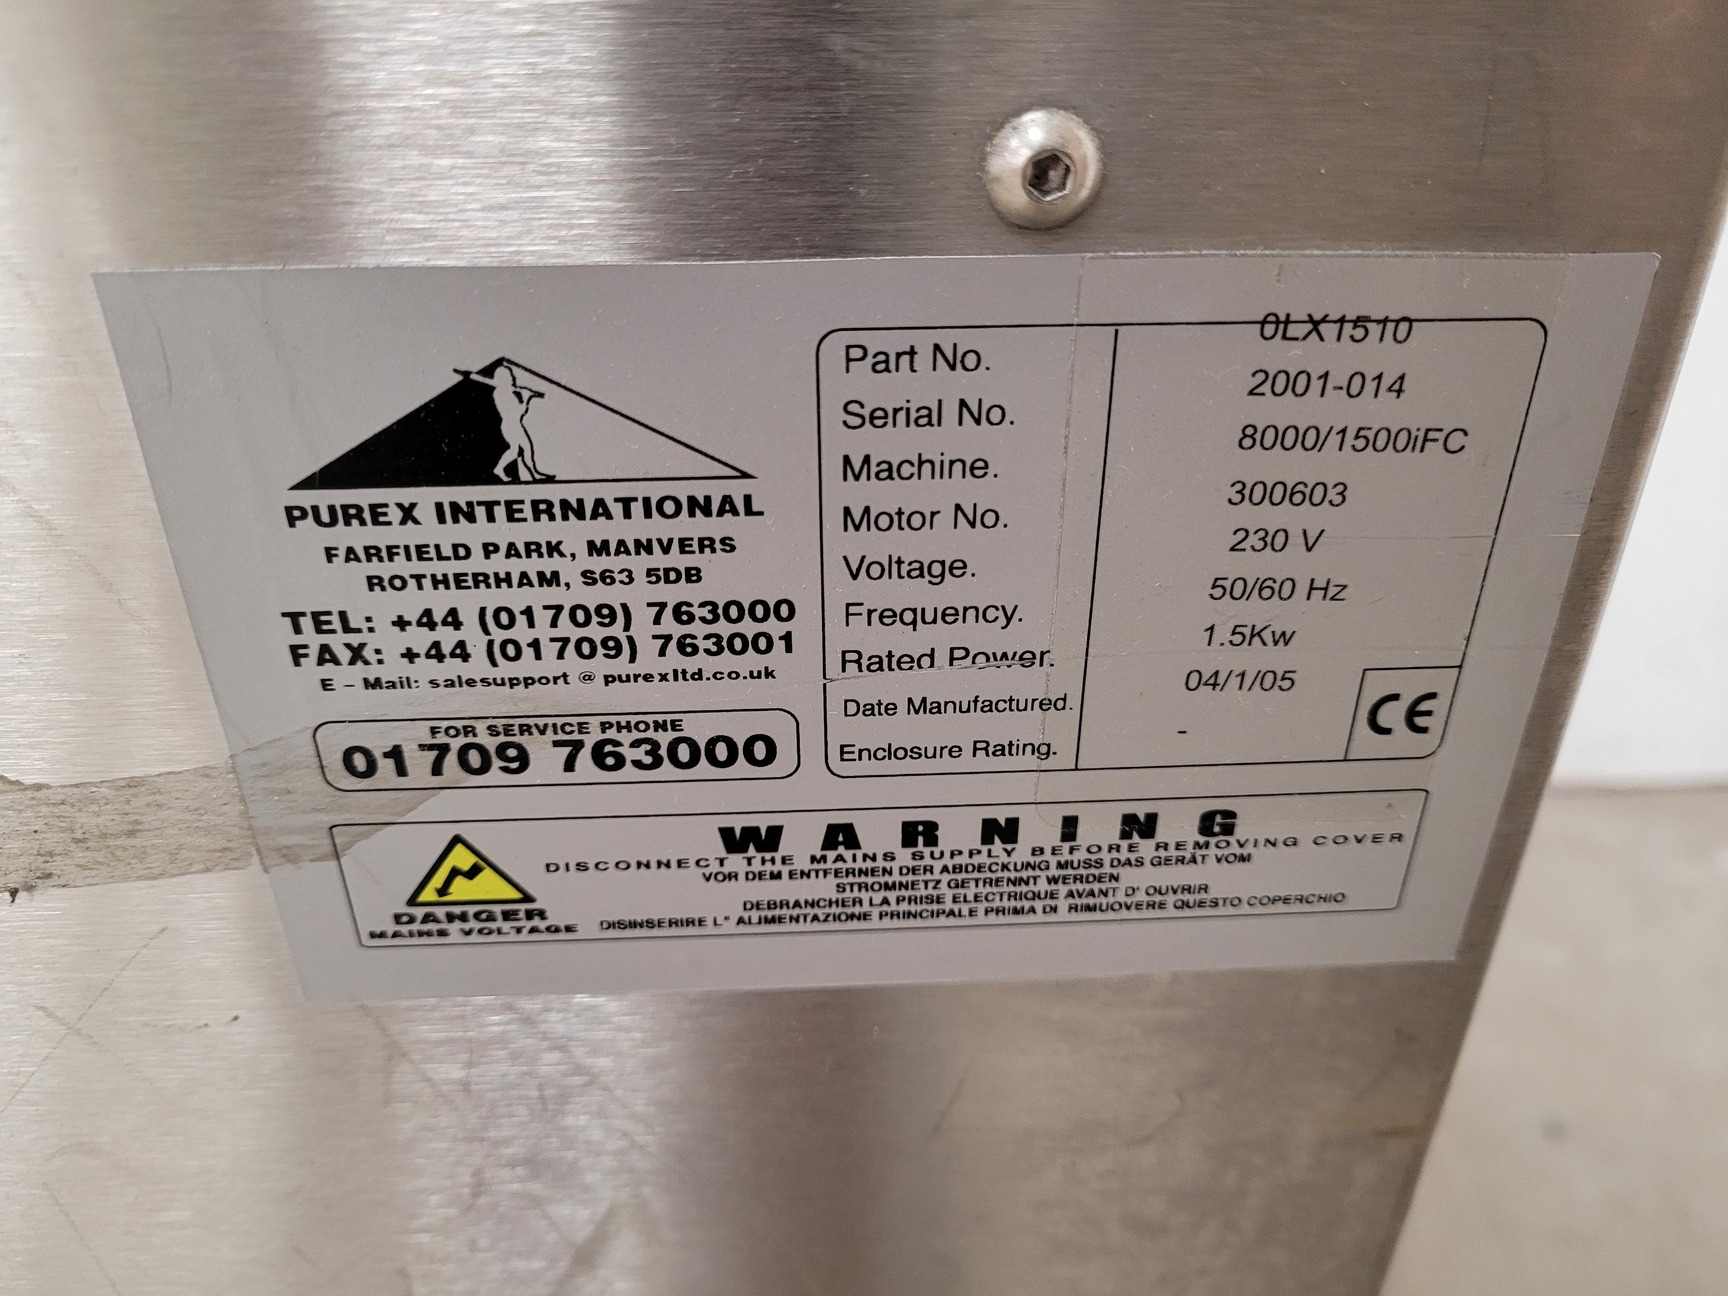 PUREX INTERNATIONAL
FARFIELD PARK, MANVERS
ROTHERHAM, S63 5DB
TEL: +44 (01709) 763000
FAX: +44 (01709) 763001
E - Mail: salesupport @ purexltd.co.uk
FOR SERVICE PHONE
01709 763000
Part No. 0LX1510
Serial No. 2001-014
Machine. 8000/1500iFC
Motor No. 300603
Voltage. 230 V
Frequency. 50/60 Hz
Rated Power. 1.5Kw
Date Manufactured. 04/1/05
Enclosure Rating. -
CE
WARNING
DISCONNECT THE MAINS SUPPLY BEFORE REMOVING COVER
VOR DEM ENTFERNEN DER ABDECKUNG MUSS DAS GERÄT VOM
STROMNETZ GETRENNT WERDEN
DEBRANCHER LA PRISE ELECTRIQUE AVANT D' OUVRIR
DISINSERIRE L" ALIMENTAZIONE PRINCIPALE PRIMA DI RIMUOVERE QUESTO COPERCHIO
DANGER
MAINS VOLTAGE